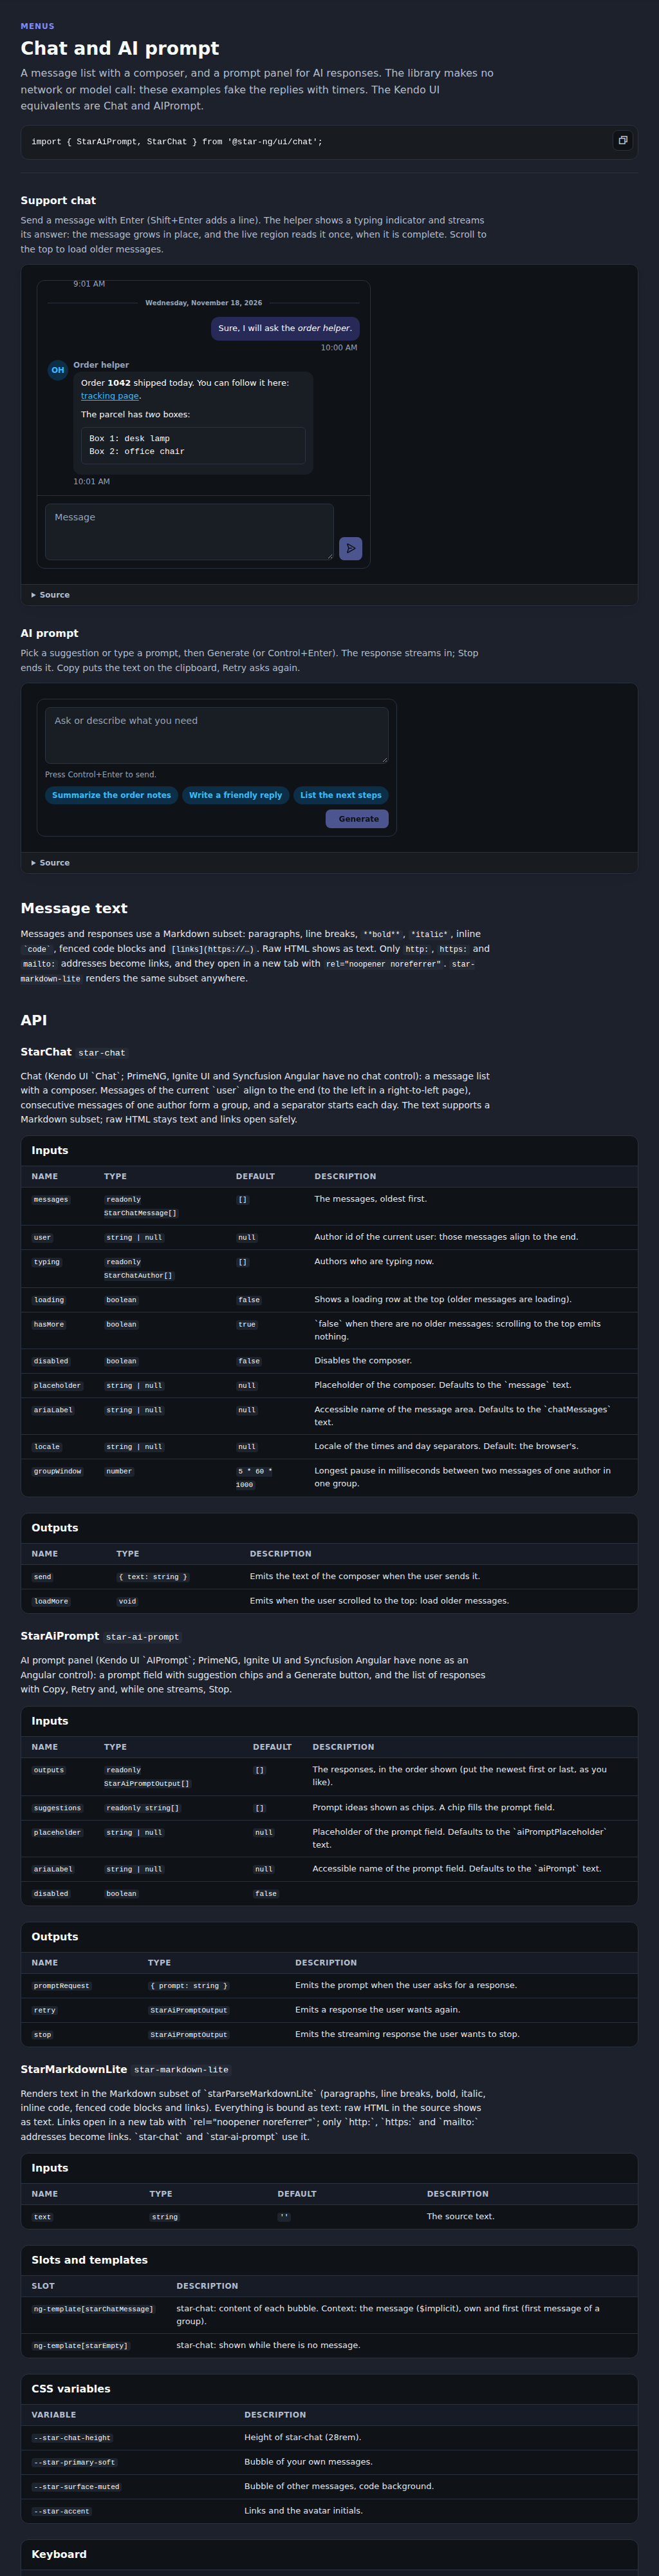 MENUS
Chat and AI prompt
A message list with a composer, and a prompt panel for AI responses. The library makes no
network or model call: these examples fake the replies with timers. The Kendo UI
equivalents are Chat and AIPrompt.
import { StarAiPrompt, StarChat } from '@star-ng/ui/chat';
Support chat
Send a message with Enter (Shift+Enter adds a line). The helper shows a typing indicator and streams
its answer: the message grows in place, and the live region reads it once, when it is complete. Scroll to
the top to load older messages.
9:01 AM
Wednesday, November 18, 2026
Sure, I will ask the order helper.
10:00 AM
OH
Order helper
Order 1042 shipped today. You can follow it here:
tracking page.
The parcel has two boxes:
Box 1: desk lamp
Box 2: office chair
10:01 AM
Message
Source
AI prompt
Pick a suggestion or type a prompt, then Generate (or Control+Enter). The response streams in; Stop
ends it. Copy puts the text on the clipboard, Retry asks again.
Ask or describe what you need
Press Control+Enter to send.
Summarize the order notes Write a friendly reply List the next steps
Generate
Source
Message text
Messages and responses use a Markdown subset: paragraphs, line breaks, **bold**, *italic*, inline
`code`, fenced code blocks and [links](https://…). Raw HTML shows as text. Only http:, https: and
mailto: addresses become links, and they open in a new tab with rel="noopener noreferrer". star-
markdown-lite renders the same subset anywhere.
API
StarChat star-chat
Chat (Kendo UI `Chat`; PrimeNG, Ignite UI and Syncfusion Angular have no chat control): a message list
with a composer. Messages of the current `user` align to the end (to the left in a right-to-left page),
consecutive messages of one author form a group, and a separator starts each day. The text supports a
Markdown subset; raw HTML stays text and links open safely.
Inputs
NAME TYPE DEFAULT DESCRIPTION
messages readonly StarChatMessage[] [] The messages, oldest first.
user string | null null Author id of the current user: those messages align to the end.
typing readonly StarChatAuthor[] [] Authors who are typing now.
loading boolean false Shows a loading row at the top (older messages are loading).
hasMore boolean true `false` when there are no older messages: scrolling to the top emits
nothing.
disabled boolean false Disables the composer.
placeholder string | null null Placeholder of the composer. Defaults to the `message` text.
ariaLabel string | null null Accessible name of the message area. Defaults to the `chatMessages`
text.
locale string | null null Locale of the times and day separators. Default: the browser's.
groupWindow number 5 * 60 * 1000 Longest pause in milliseconds between two messages of one author in
one group.
Outputs
NAME TYPE DESCRIPTION
send { text: string } Emits the text of the composer when the user sends it.
loadMore void Emits when the user scrolled to the top: load older messages.
StarAiPrompt star-ai-prompt
AI prompt panel (Kendo UI `AIPrompt`; PrimeNG, Ignite UI and Syncfusion Angular have none as an
Angular control): a prompt field with suggestion chips and a Generate button, and the list of responses
with Copy, Retry and, while one streams, Stop.
Inputs
NAME TYPE DEFAULT DESCRIPTION
outputs readonly StarAiPromptOutput[] [] The responses, in the order shown (put the newest first or last, as you
like).
suggestions readonly string[] [] Prompt ideas shown as chips. A chip fills the prompt field.
placeholder string | null null Placeholder of the prompt field. Defaults to the `aiPromptPlaceholder`
text.
ariaLabel string | null null Accessible name of the prompt field. Defaults to the `aiPrompt` text.
disabled boolean false
Outputs
NAME TYPE DESCRIPTION
promptRequest { prompt: string } Emits the prompt when the user asks for a response.
retry StarAiPromptOutput Emits a response the user wants again.
stop StarAiPromptOutput Emits the streaming response the user wants to stop.
StarMarkdownLite star-markdown-lite
Renders text in the Markdown subset of `starParseMarkdownLite` (paragraphs, line breaks, bold, italic,
inline code, fenced code blocks and links). Everything is bound as text: raw HTML in the source shows
as text. Links open in a new tab with `rel="noopener noreferrer"`; only `http:`, `https:` and `mailto:`
addresses become links. `star-chat` and `star-ai-prompt` use it.
Inputs
NAME TYPE DEFAULT DESCRIPTION
text string '' The source text.
Slots and templates
SLOT DESCRIPTION
ng-template[starChatMessage] star-chat: content of each bubble. Context: the message ($implicit), own and first (first message of a
group).
ng-template[starEmpty] star-chat: shown while there is no message.
CSS variables
VARIABLE DESCRIPTION
--star-chat-height Height of star-chat (28rem).
--star-primary-soft Bubble of your own messages.
--star-surface-muted Bubble of other messages, code background.
--star-accent Links and the avatar initials.
Keyboard